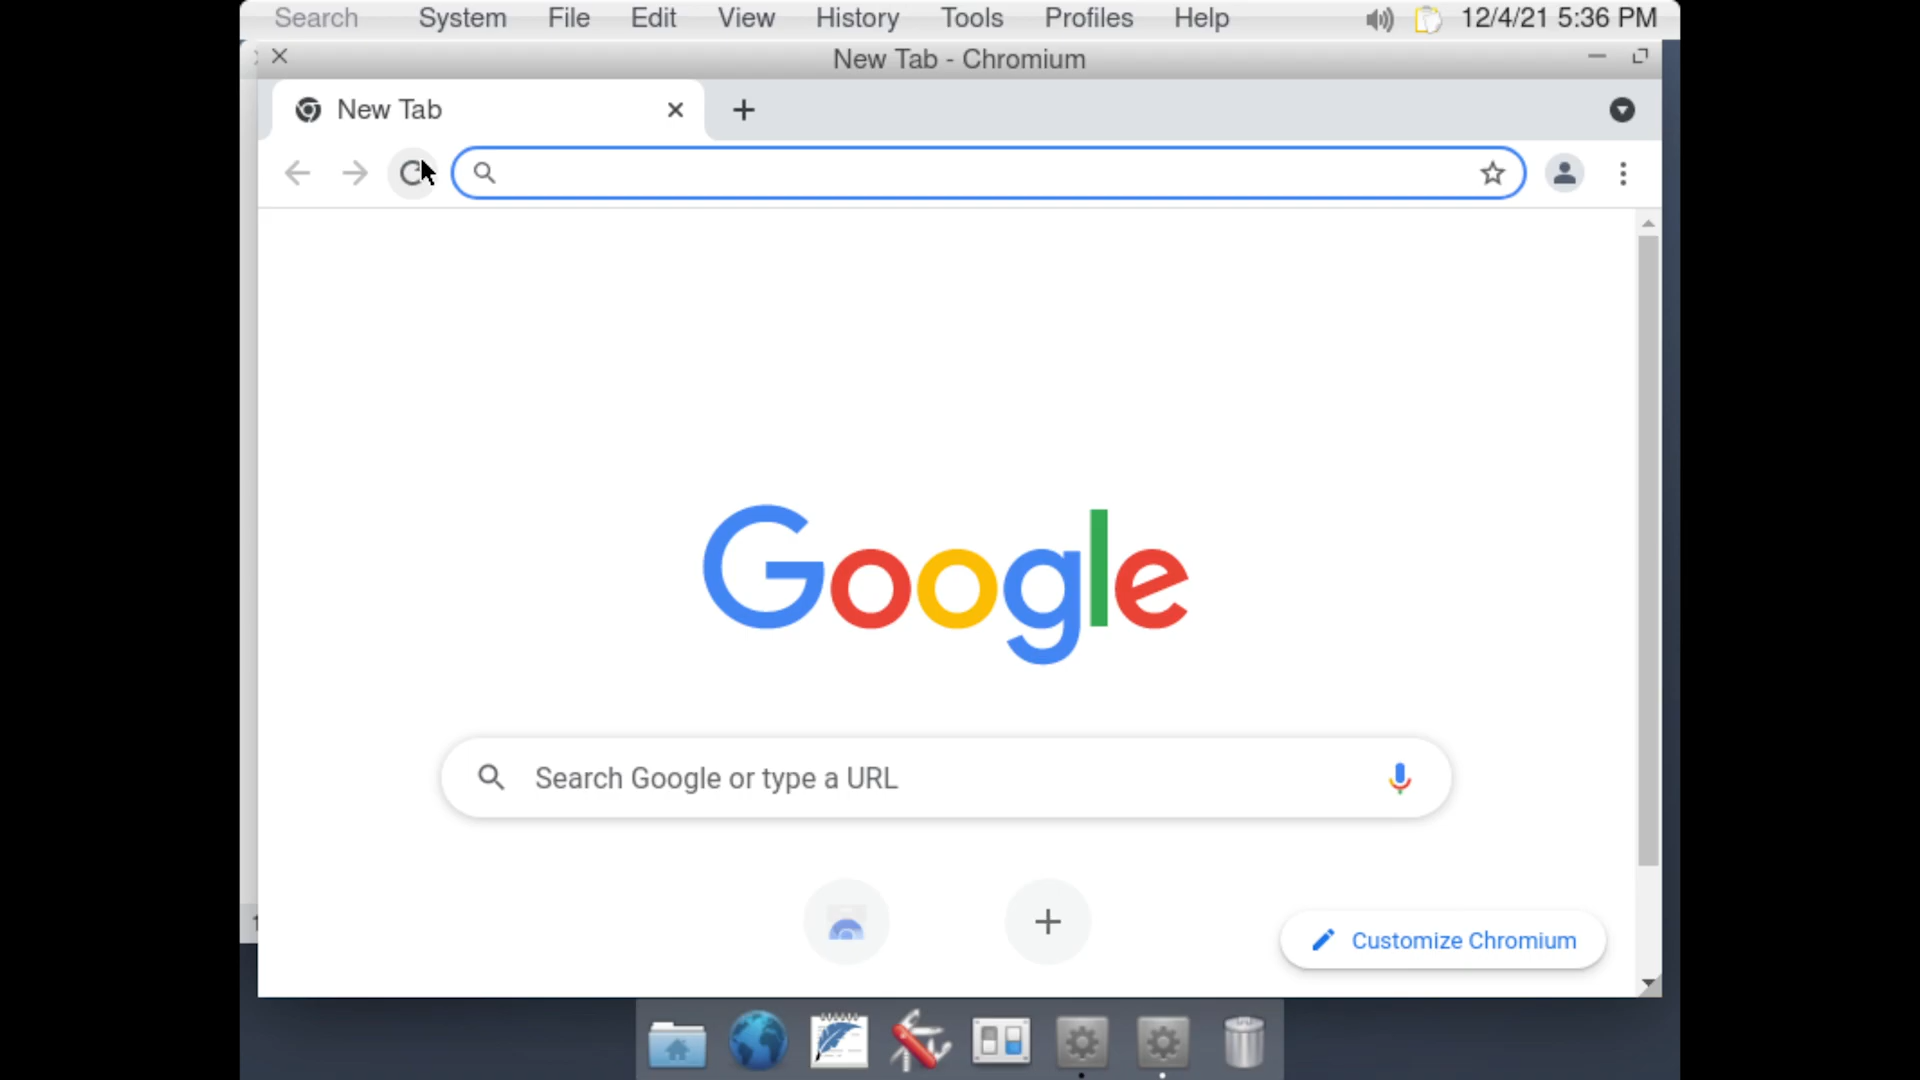 Search System File Edit View History Tools Profiles Help 12/4/21 5:36 PM
New Tab - Chromium
New Tab
Google
Search Google or type a URL
Customize Chromium